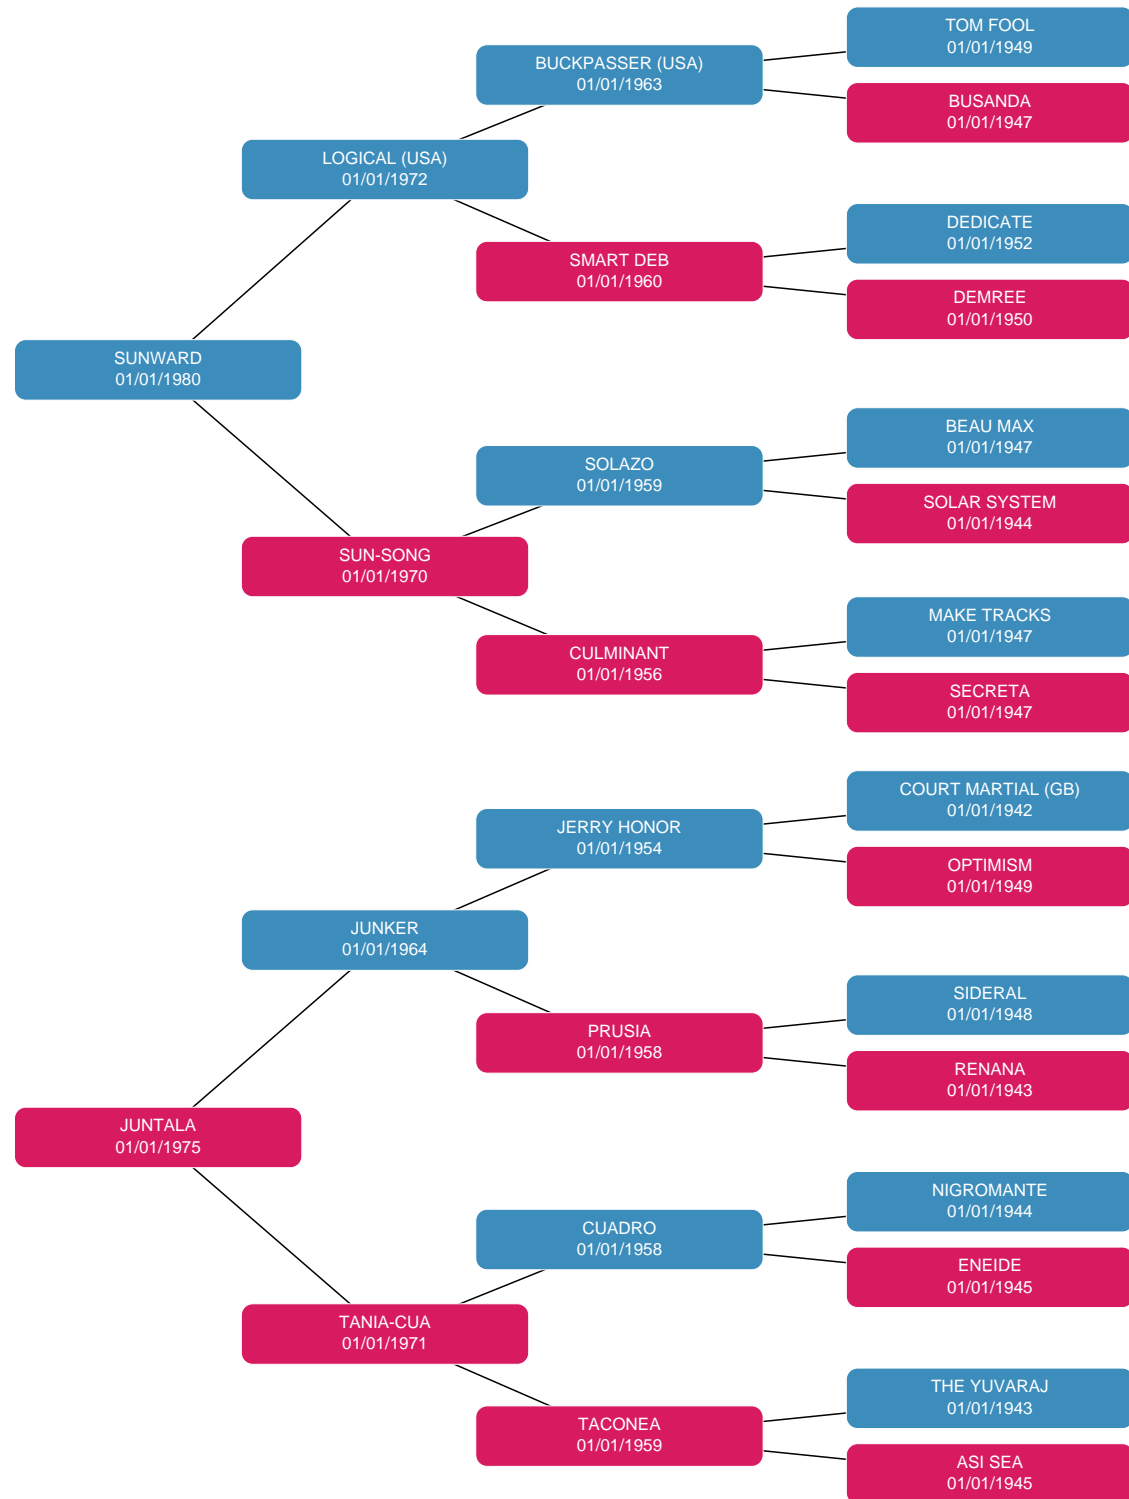 TOM FOOL
01/01/1949
BUCKPASSER (USA)
01/01/1963
BUSANDA
01/01/1947
LOGICAL (USA)
01/01/1972
DEDICATE
01/01/1952
SMART DEB
01/01/1960
DEMREE
01/01/1950
SUNWARD
01/01/1980
BEAU MAX
01/01/1947
SOLAZO
01/01/1959
SOLAR SYSTEM
01/01/1944
SUN-SONG
01/01/1970
MAKE TRACKS
01/01/1947
CULMINANT
01/01/1956
SECRETA
01/01/1947
COURT MARTIAL (GB)
01/01/1942
JERRY HONOR
01/01/1954
OPTIMISM
01/01/1949
JUNKER
01/01/1964
SIDERAL
01/01/1948
PRUSIA
01/01/1958
RENANA
01/01/1943
JUNTALA
01/01/1975
NIGROMANTE
01/01/1944
CUADRO
01/01/1958
ENEIDE
01/01/1945
TANIA-CUA
01/01/1971
THE YUVARAJ
01/01/1943
TACONEA
01/01/1959
ASI SEA
01/01/1945